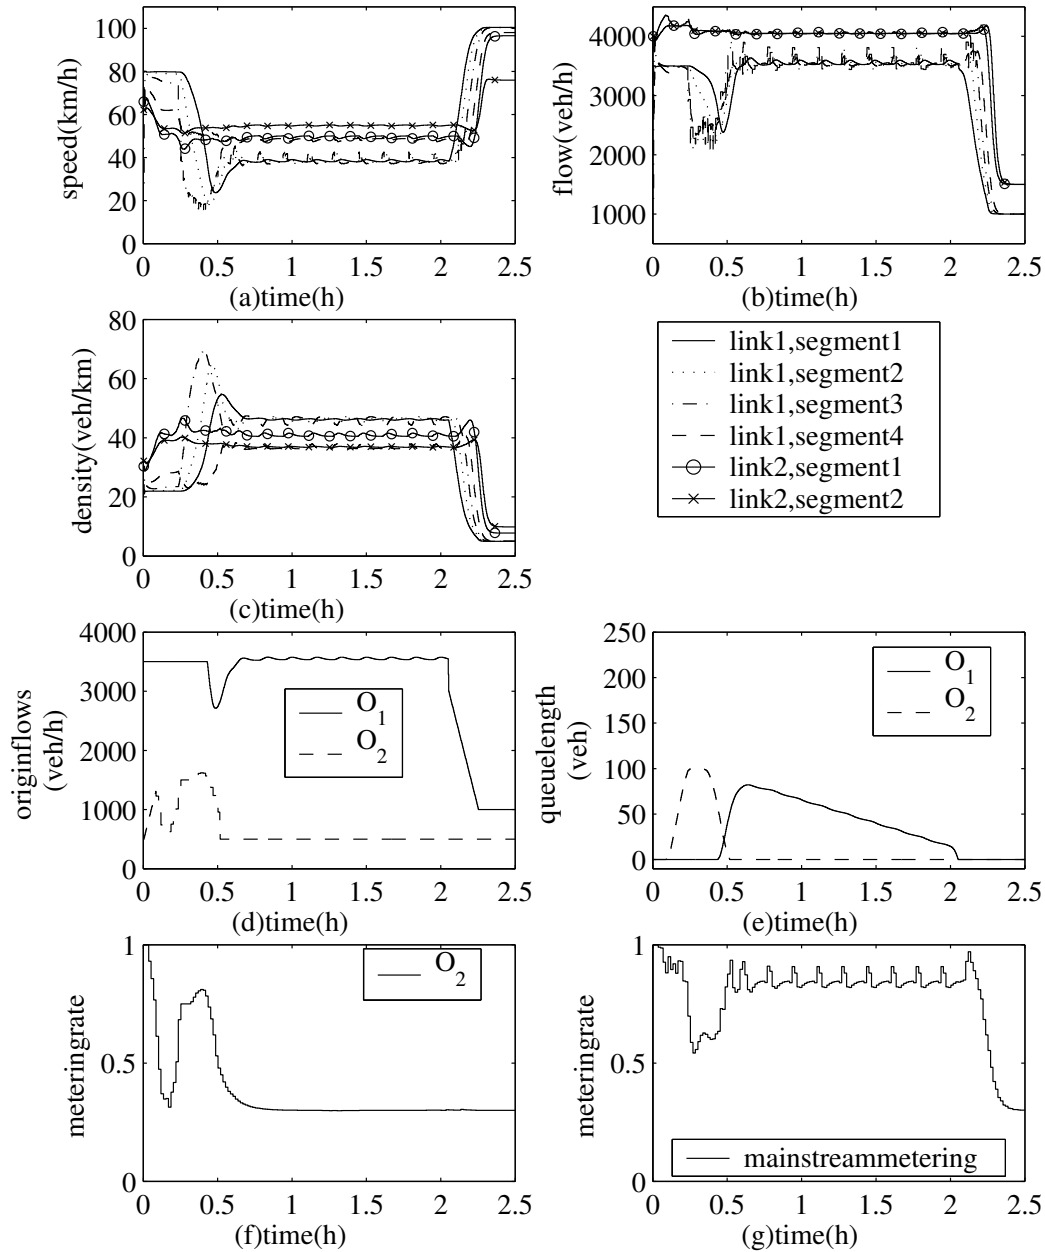 100
80
60
40
20
0
speed(km/h)
0 0.5 1 1.5 2 2.5
(a)time(h)
4000
3000
2000
1000
flow(veh/h)
0 0.5 1 1.5 2 2.5
(b)time(h)
80
60
40
20
0
density(veh/km)
0 0.5 1 1.5 2 2.5
(c)time(h)
link1,segment1
link1,segment2
link1,segment3
link1,segment4
link2,segment1
link2,segment2
4000
3000
2000
1000
0
originflows
(veh/h)
O1
O2
0 0.5 1 1.5 2 2.5
(d)time(h)
250
200
150
100
50
0
queuelength
(veh)
O1
O2
0 0.5 1 1.5 2 2.5
(e)time(h)
1
0.5
0
meteringrate
O2
0 0.5 1 1.5 2 2.5
(f)time(h)
1
0.5
0
meteringrate
mainstreammetering
0 0.5 1 1.5 2 2.5
(g)time(h)